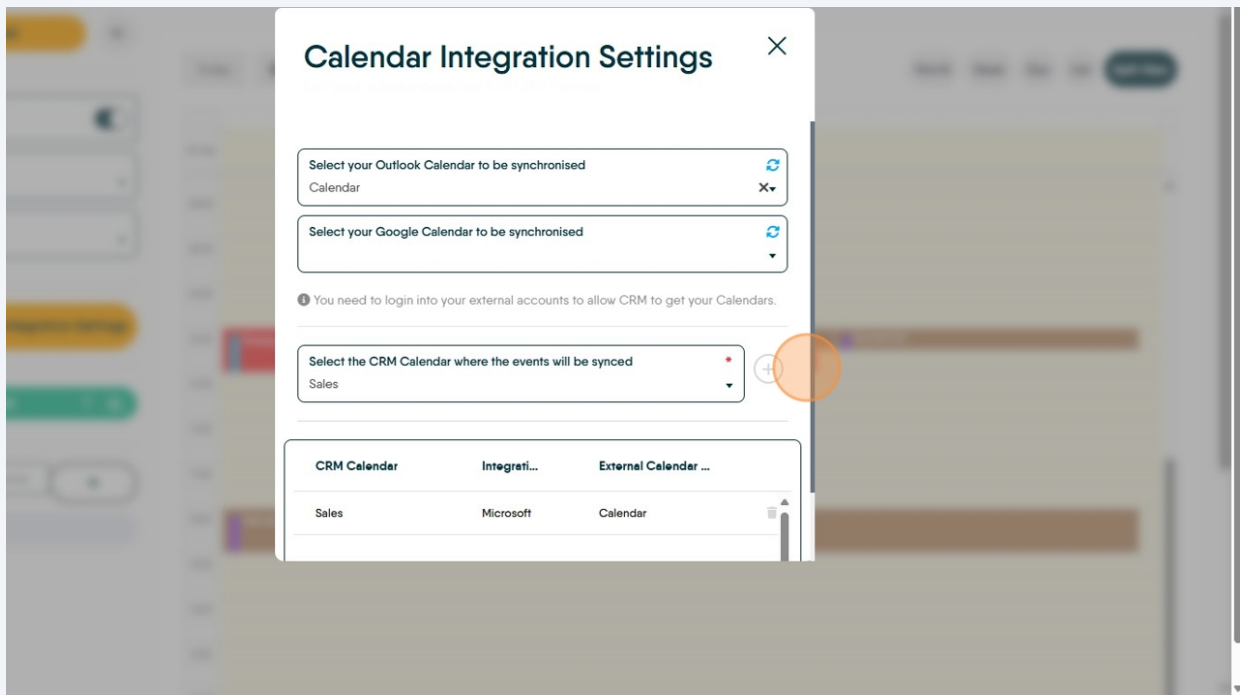 Calendar Integration Settings
Select your Outlook Calendar to be synchronised
Calendar
Select your Google Calendar to be synchronised
You need to login into your external accounts to allow CRM to get your Calendars.
Select the CRM Calendar where the events will be synced *
Sales
CRM Calendar Integrati... External Calendar ...
Sales Microsoft Calendar